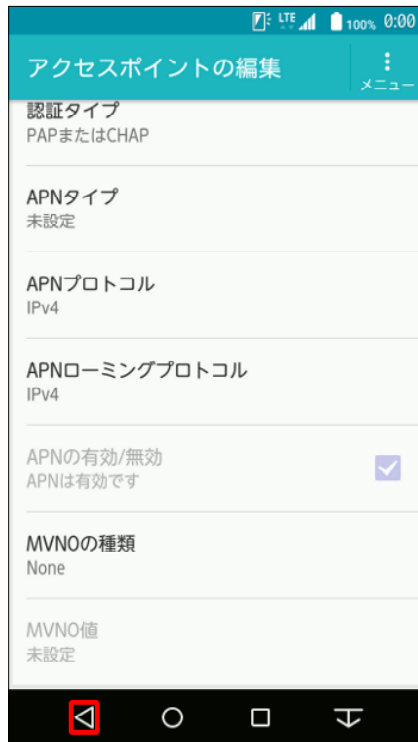 LTE 100% 0:00
アクセスポイントの編集
メニュー
認証タイプ
PAPまたはCHAP
APNタイプ
未設定
APNプロトコル
IPv4
APNローミングプロトコル
IPv4
APNの有効/無効
APNは有効です
MVNOの種類
None
MVNO値
未設定